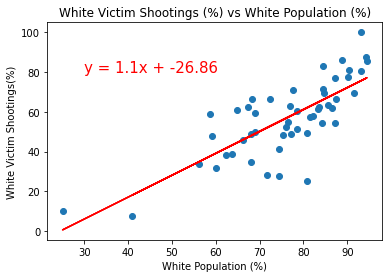 White Victim Shootings (%) vs White Population (%)
y = 1.1x + -26.86
White Victim Shootings(%)
100
80
60
40
20
0
30 40 50 60 70 80 90
White Population (%)